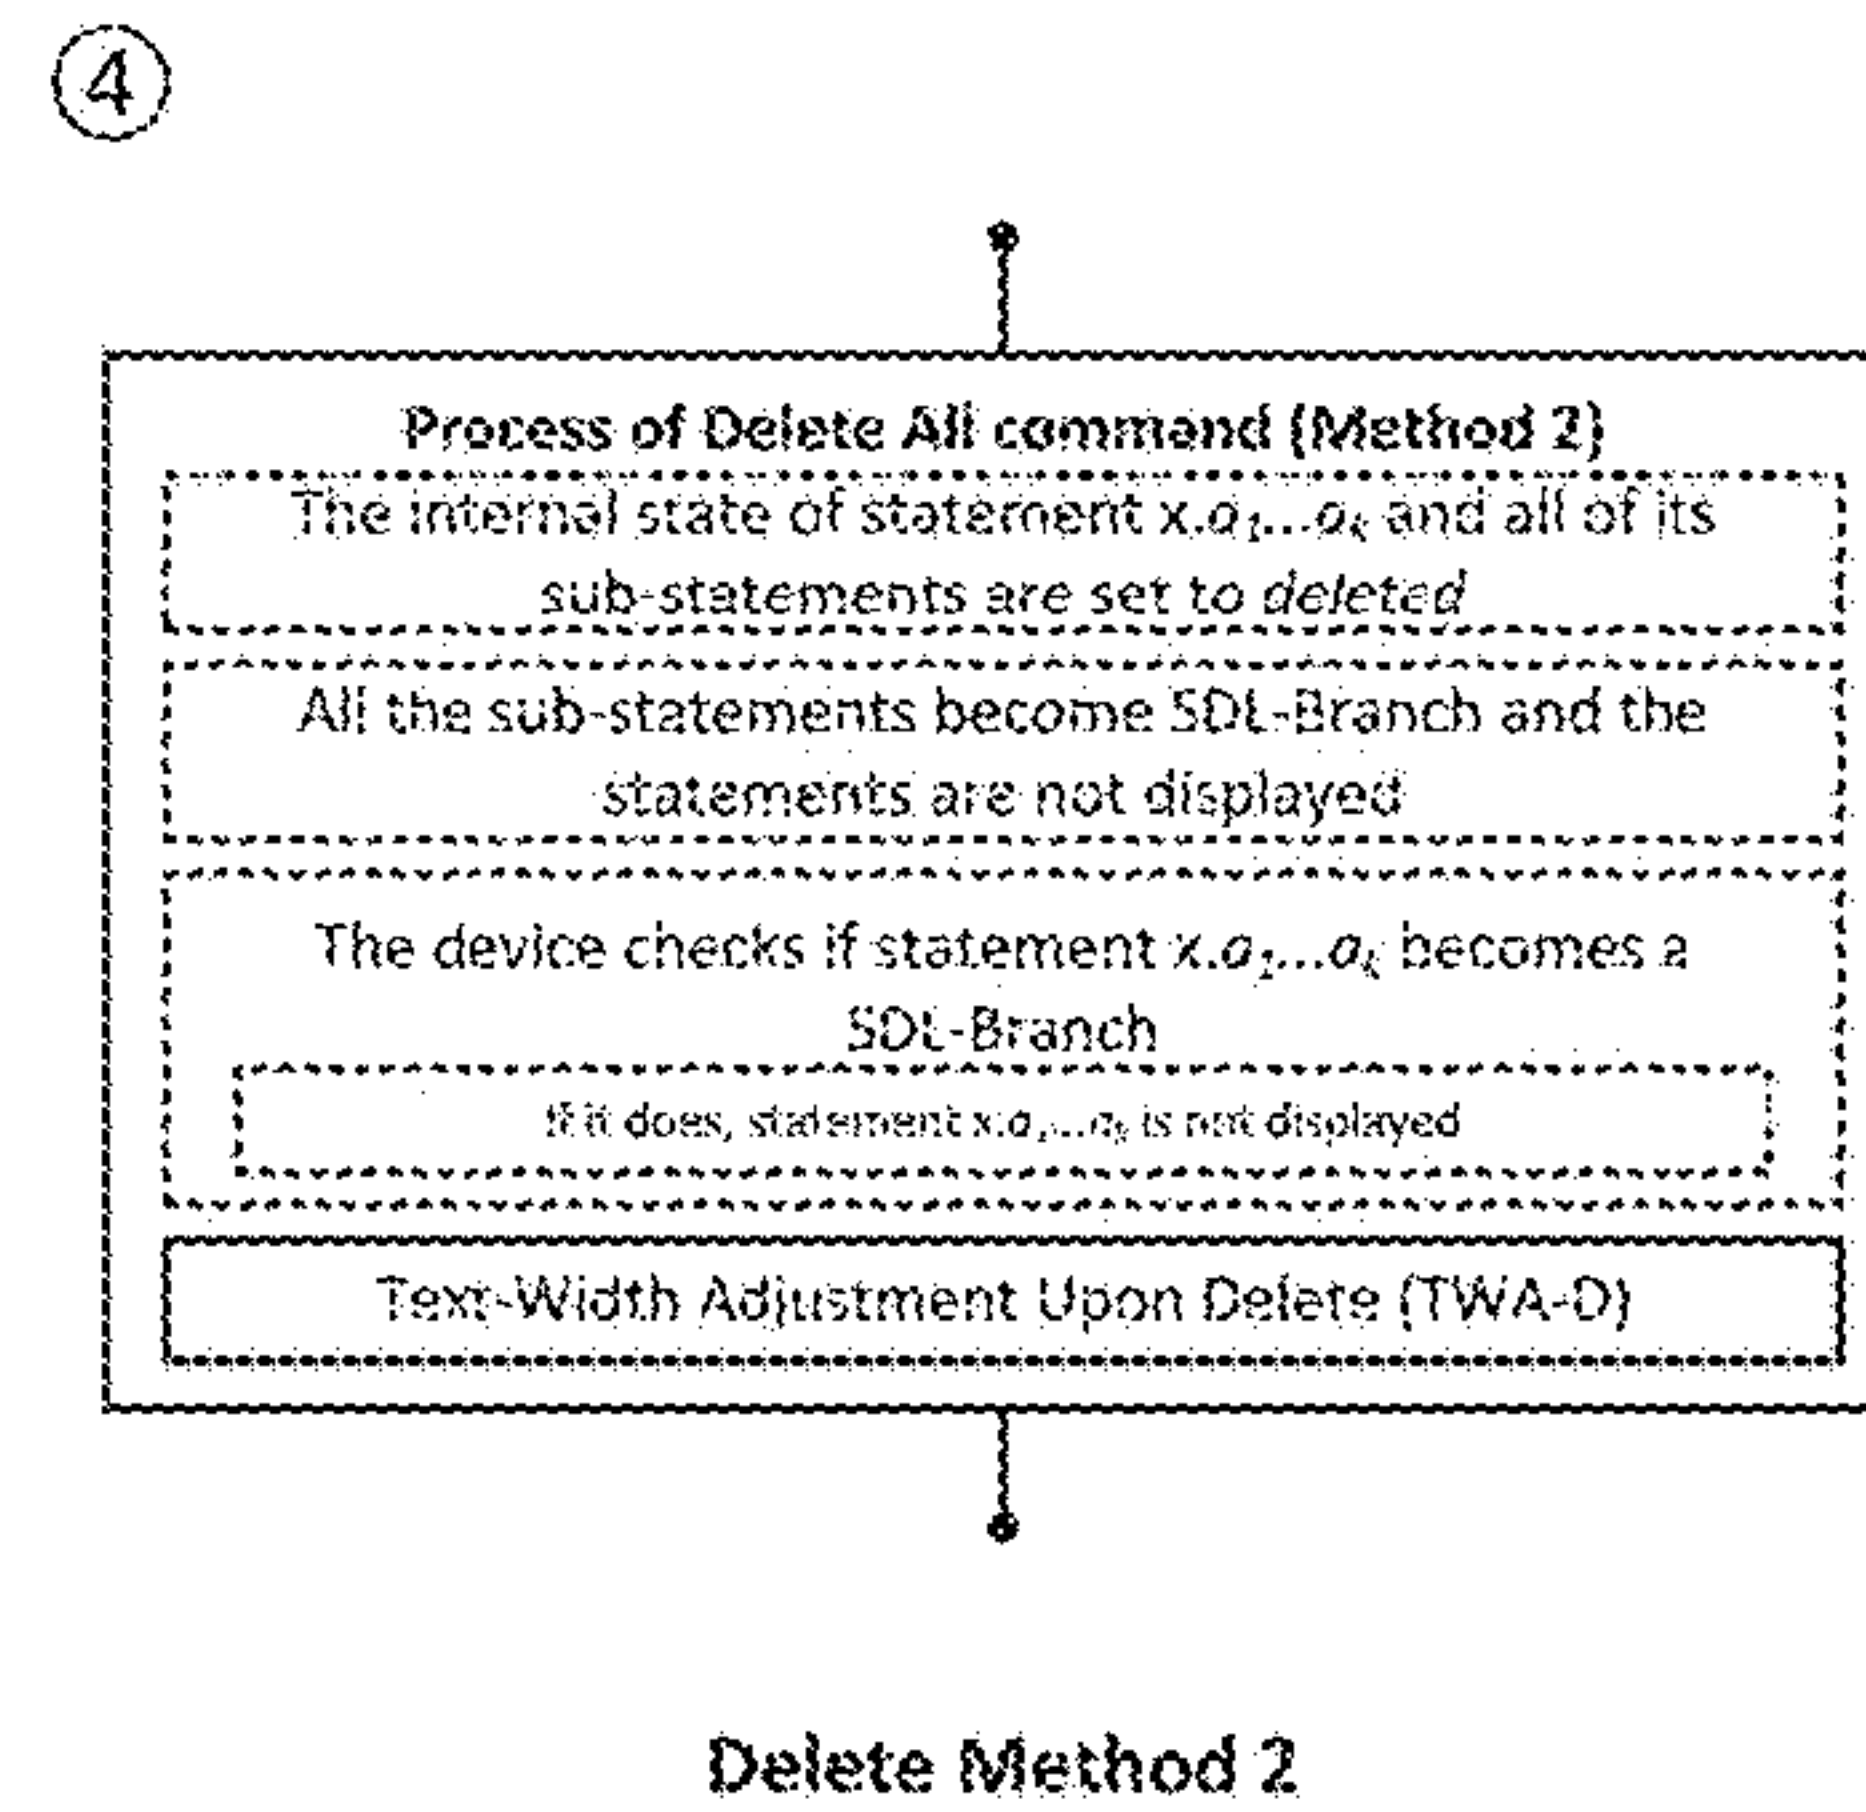 4
Process of Delete All command (Method 2)
The internal state of statement x.a₁...aₖ and all of its
sub-statements are set to deleted
All the sub-statements become SDL-Branch and the
statements are not displayed
The device checks if statement x.a₁...aₖ becomes a
SDL-Branch
If it does, statement x.a₁...aₖ is not displayed
Text-Width Adjustment Upon Delete (TWA-D)
Delete Method 2